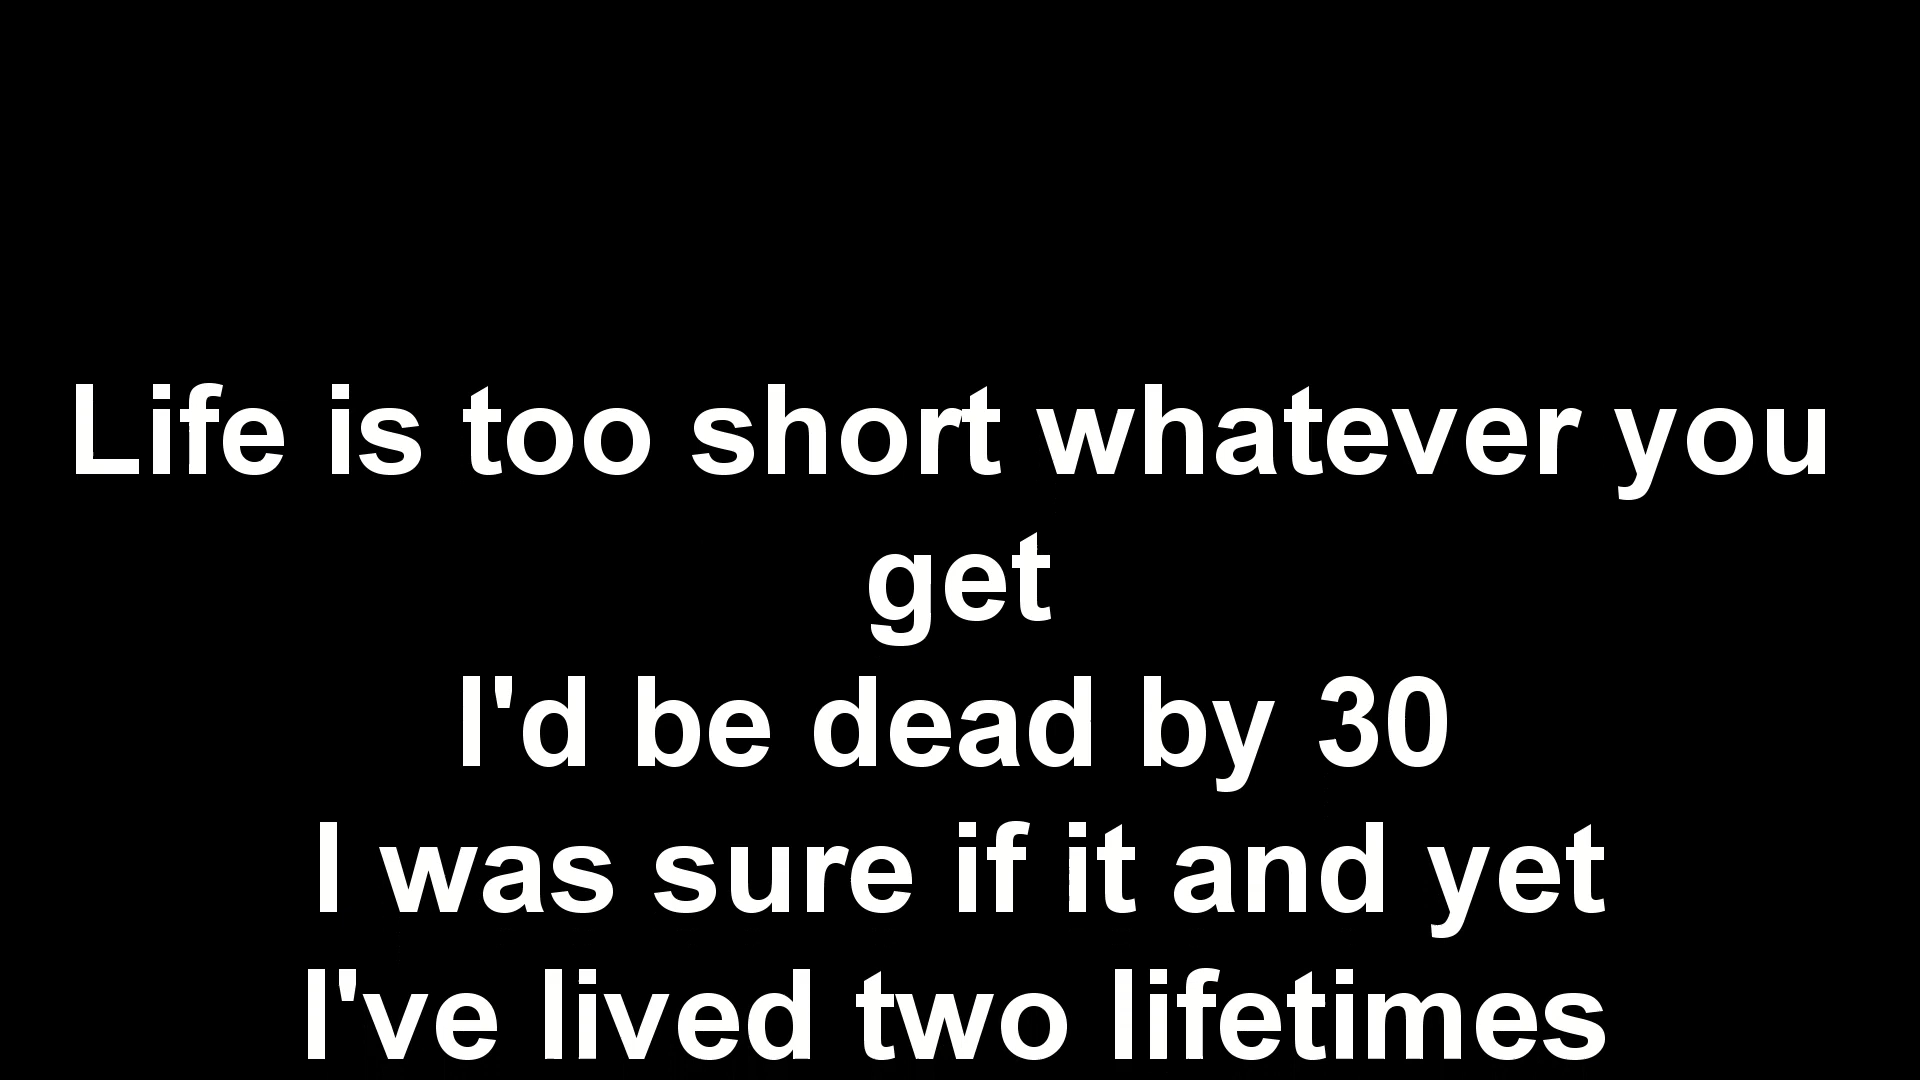 Life is too short whatever you
get
I'd be dead by 30
I was sure if it and yet
I've lived two lifetimes